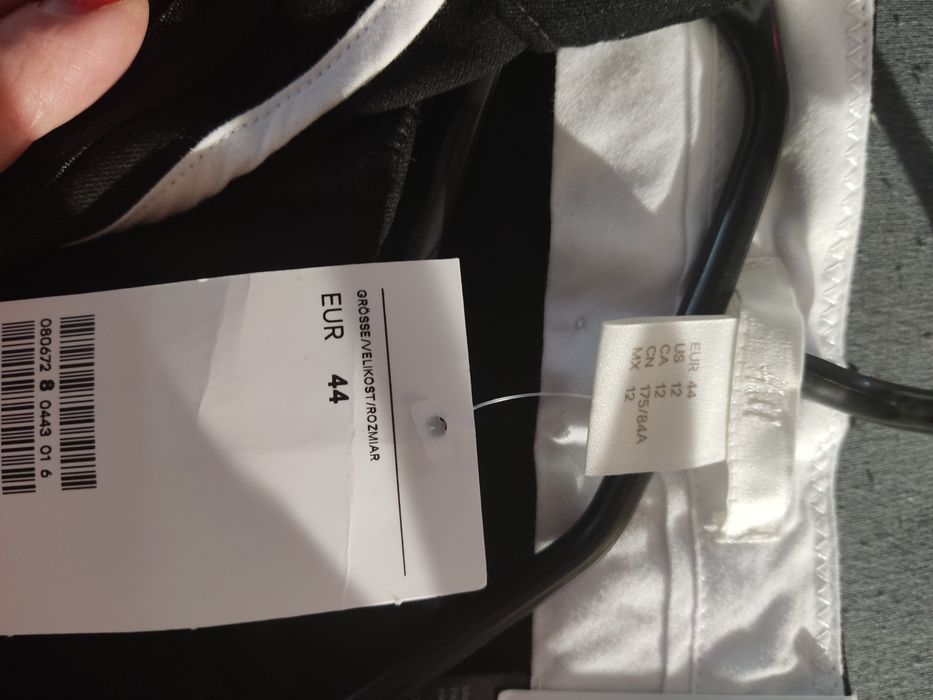 GRÖSSE/VELIKOST/ROZMIAR
EUR 44
080672 8 0443 01 6
EUR 44
US 12
CA 12
CN 175/84A
MX 12